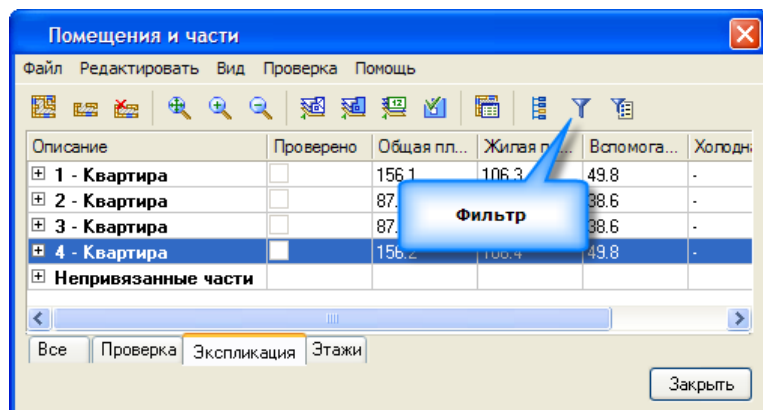 Помещения и части
Файл Редактировать Вид Проверка Помощь
Описание Проверено Общая пл... Жилая п... Вспомога... Холодн
1 - Квартира 156.1 106.3 49.8 -
2 - Квартира 87. 38.6 -
3 - Квартира 87. 38.6 -
4 - Квартира 156.2 106.4 49.8 -
Непривязанные части
Фильтр
Все Проверка Экспликация Этажи
Закрыть